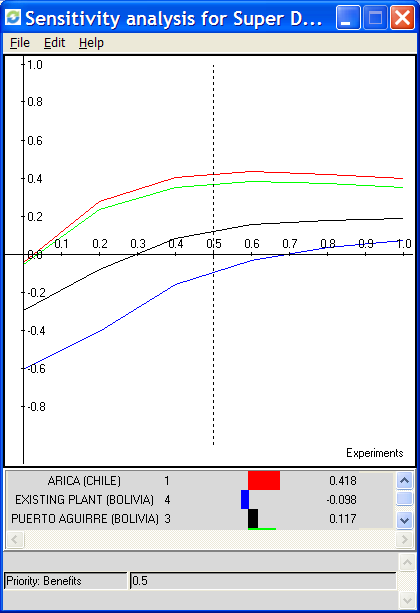 Sensitivity analysis for Super D...
File Edit Help
1.0
0.8
0.6
0.4
0.2
0.1 0.2 0.3 0.4 0.5 0.6 0.7 0.8 0.9 1.0
0.0
-0.2
-0.4
-0.6
-0.8
Experiments
ARICA (CHILE) 1 0.418
EXISTING PLANT (BOLIVIA) 4 -0.098
PUERTO AGUIRRE (BOLIVIA) 3 0.117
Priority: Benefits 0.5